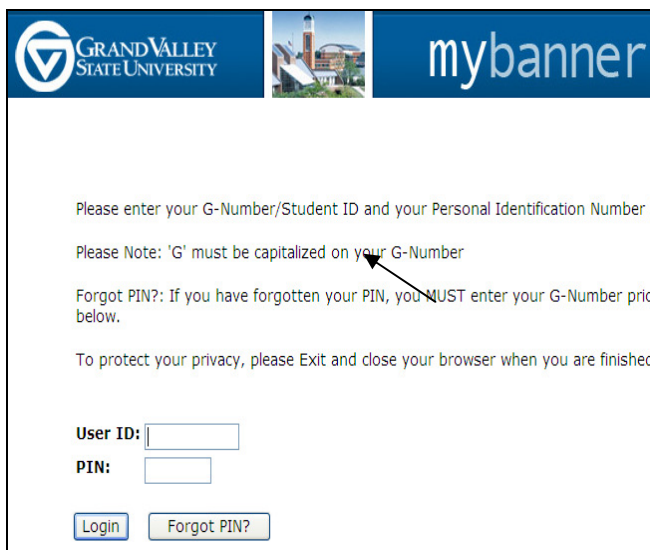 GRAND VALLEY
STATE UNIVERSITY
mybanner
Please enter your G-Number/Student ID and your Personal Identification Number
Please Note: 'G' must be capitalized on your G-Number
Forgot PIN?: If you have forgotten your PIN, you MUST enter your G-Number
below.
To protect your privacy, please Exit and close your browser when you are finished
User ID:
PIN:
Login Forgot PIN?